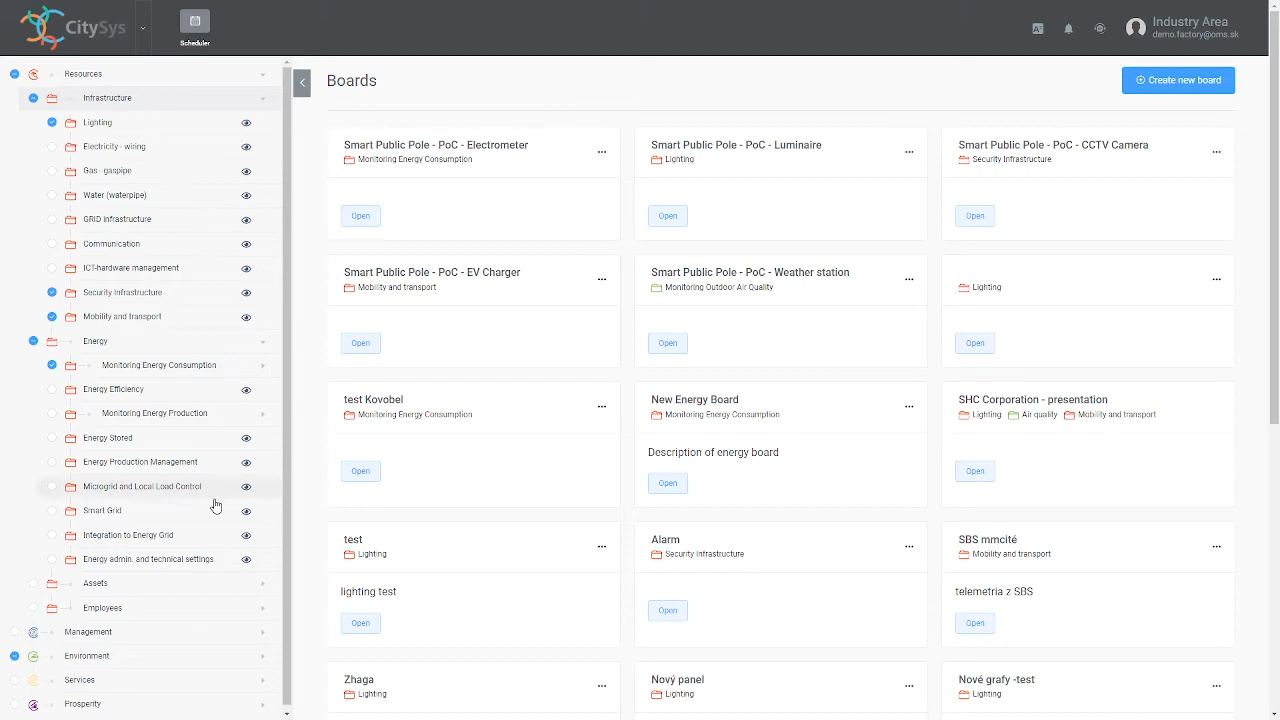 CitySys
Scheduler
Industry Area
demo.factory@oms.sk
Resources
Infrastructure
Lighting
Electricity - wiring
Gas - gaspipe
Water (waterpipe)
GRID Infrastructure
Communication
ICT-hardware management
Security Infrastructure
Mobility and transport
Energy
Monitoring Energy Consumption
Energy Efficiency
Monitoring Energy Production
Energy Stored
Energy Production Management
Microgrid and Local Load Control
Smart Grid
Integration to Energy Grid
Energy admin. and technical settings
Assets
Employees
Management
Environment
Services
Prosperity
Boards
Create new board
Smart Public Pole - PoC - Electrometer
Monitoring Energy Consumption
Open
Smart Public Pole - PoC - Luminaire
Lighting
Open
Smart Public Pole - PoC - CCTV Camera
Security Infrastructure
Open
Smart Public Pole - PoC - EV Charger
Mobility and transport
Open
Smart Public Pole - PoC - Weather station
Monitoring Outdoor Air Quality
Open
Lighting
Open
test Kovobel
Monitoring Energy Consumption
Open
New Energy Board
Monitoring Energy Consumption
Description of energy board
Open
SHC Corporation - presentation
Lighting Air quality Mobility and transport
Open
test
Lighting
lighting test
Open
Alarm
Security Infrastructure
Open
SBS mmcité
Mobility and transport
telemetria z SBS
Open
Zhaga
Lighting
Nový panel
Lighting
Nové grafy -test
Lighting